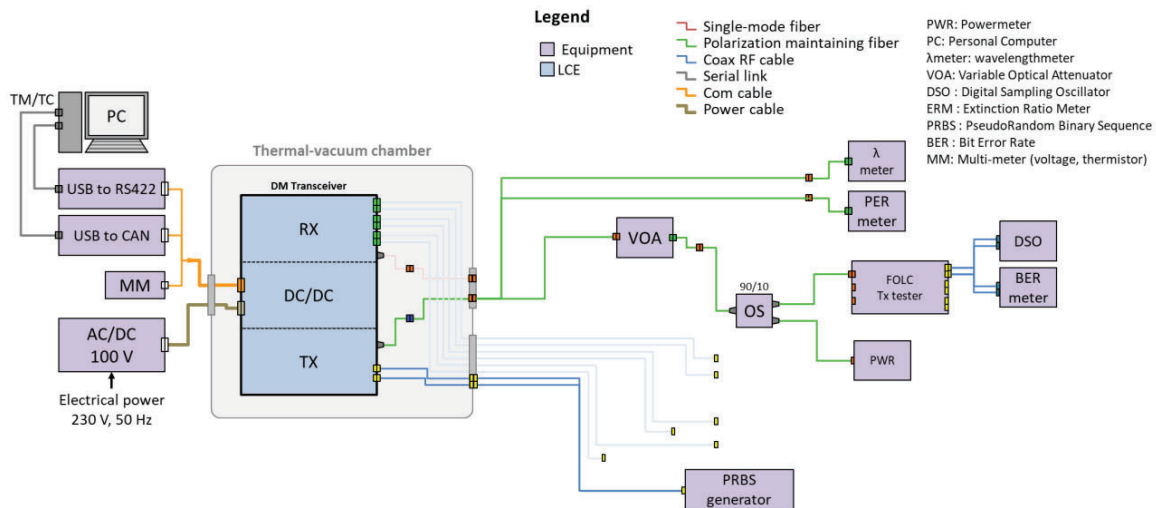 Legend
Equipment
LCE
Single-mode fiber
Polarization maintaining fiber
Coax RF cable
Serial link
Com cable
Power cable
PWR: Powermeter
PC: Personal Computer
λmeter: wavelengthmeter
VOA: Variable Optical Attenuator
DSO : Digital Sampling Oscillator
ERM : Extinction Ratio Meter
PRBS : PseudoRandom Binary Sequence
BER : Bit Error Rate
MM: Multi-meter (voltage, thermistor)
TM/TC
PC
USB to RS422
USB to CAN
MM
AC/DC
100 V
Electrical power
230 V, 50 Hz
Thermal-vacuum chamber
DM Transceiver
RX
DC/DC
TX
λ
meter
PER
meter
VOA
90/10
OS
FOLC
Tx tester
DSO
BER
meter
PWR
PRBS
generator